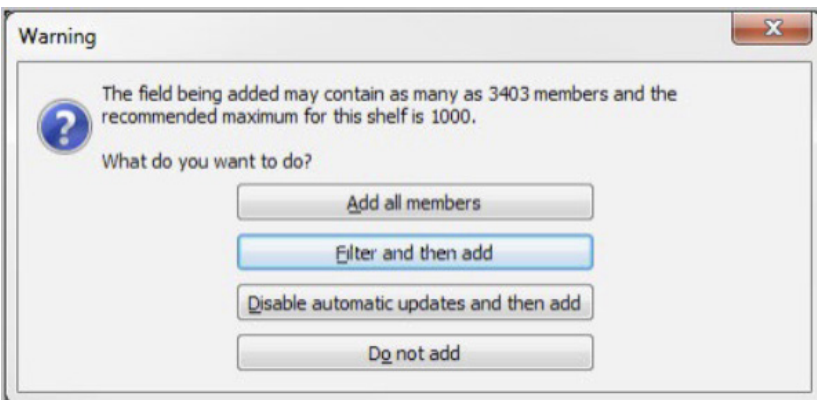 Warning
The field being added may contain as many as 3403 members and the
recommended maximum for this shelf is 1000.
What do you want to do?
Add all members
Filter and then add
Disable automatic updates and then add
Do not add